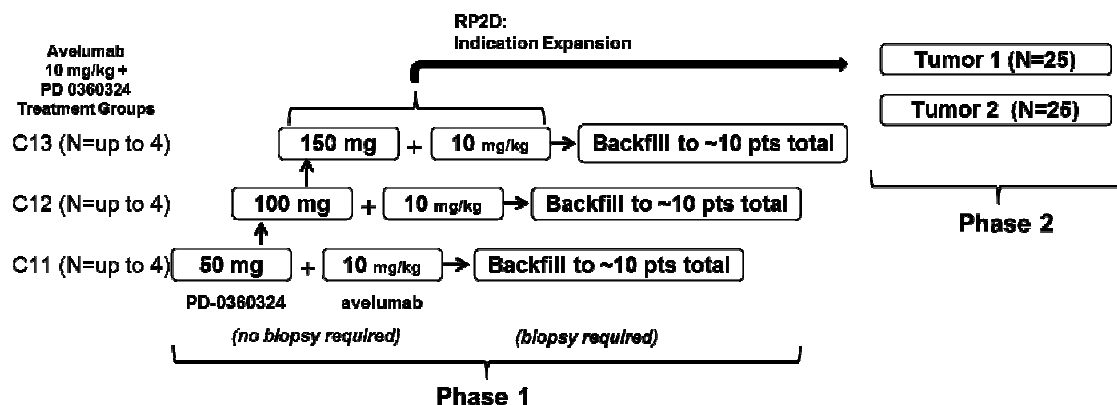 RP2D:
Indication Expansion
Avelumab
10 mg/kg +
PD 0360324
Treatment Groups
Tumor 1 (N=25)
Tumor 2 (N=25)
C13 (N=up to 4) 150 mg + 10 mg/kg Backfill to ~10 pts total
C12 (N=up to 4) 100 mg + 10 mg/kg Backfill to ~10 pts total
Phase 2
C11 (N=up to 4) 50 mg + 10 mg/kg Backfill to ~10 pts total
PD-0360324 avelumab
(no biopsy required) (biopsy required)
Phase 1